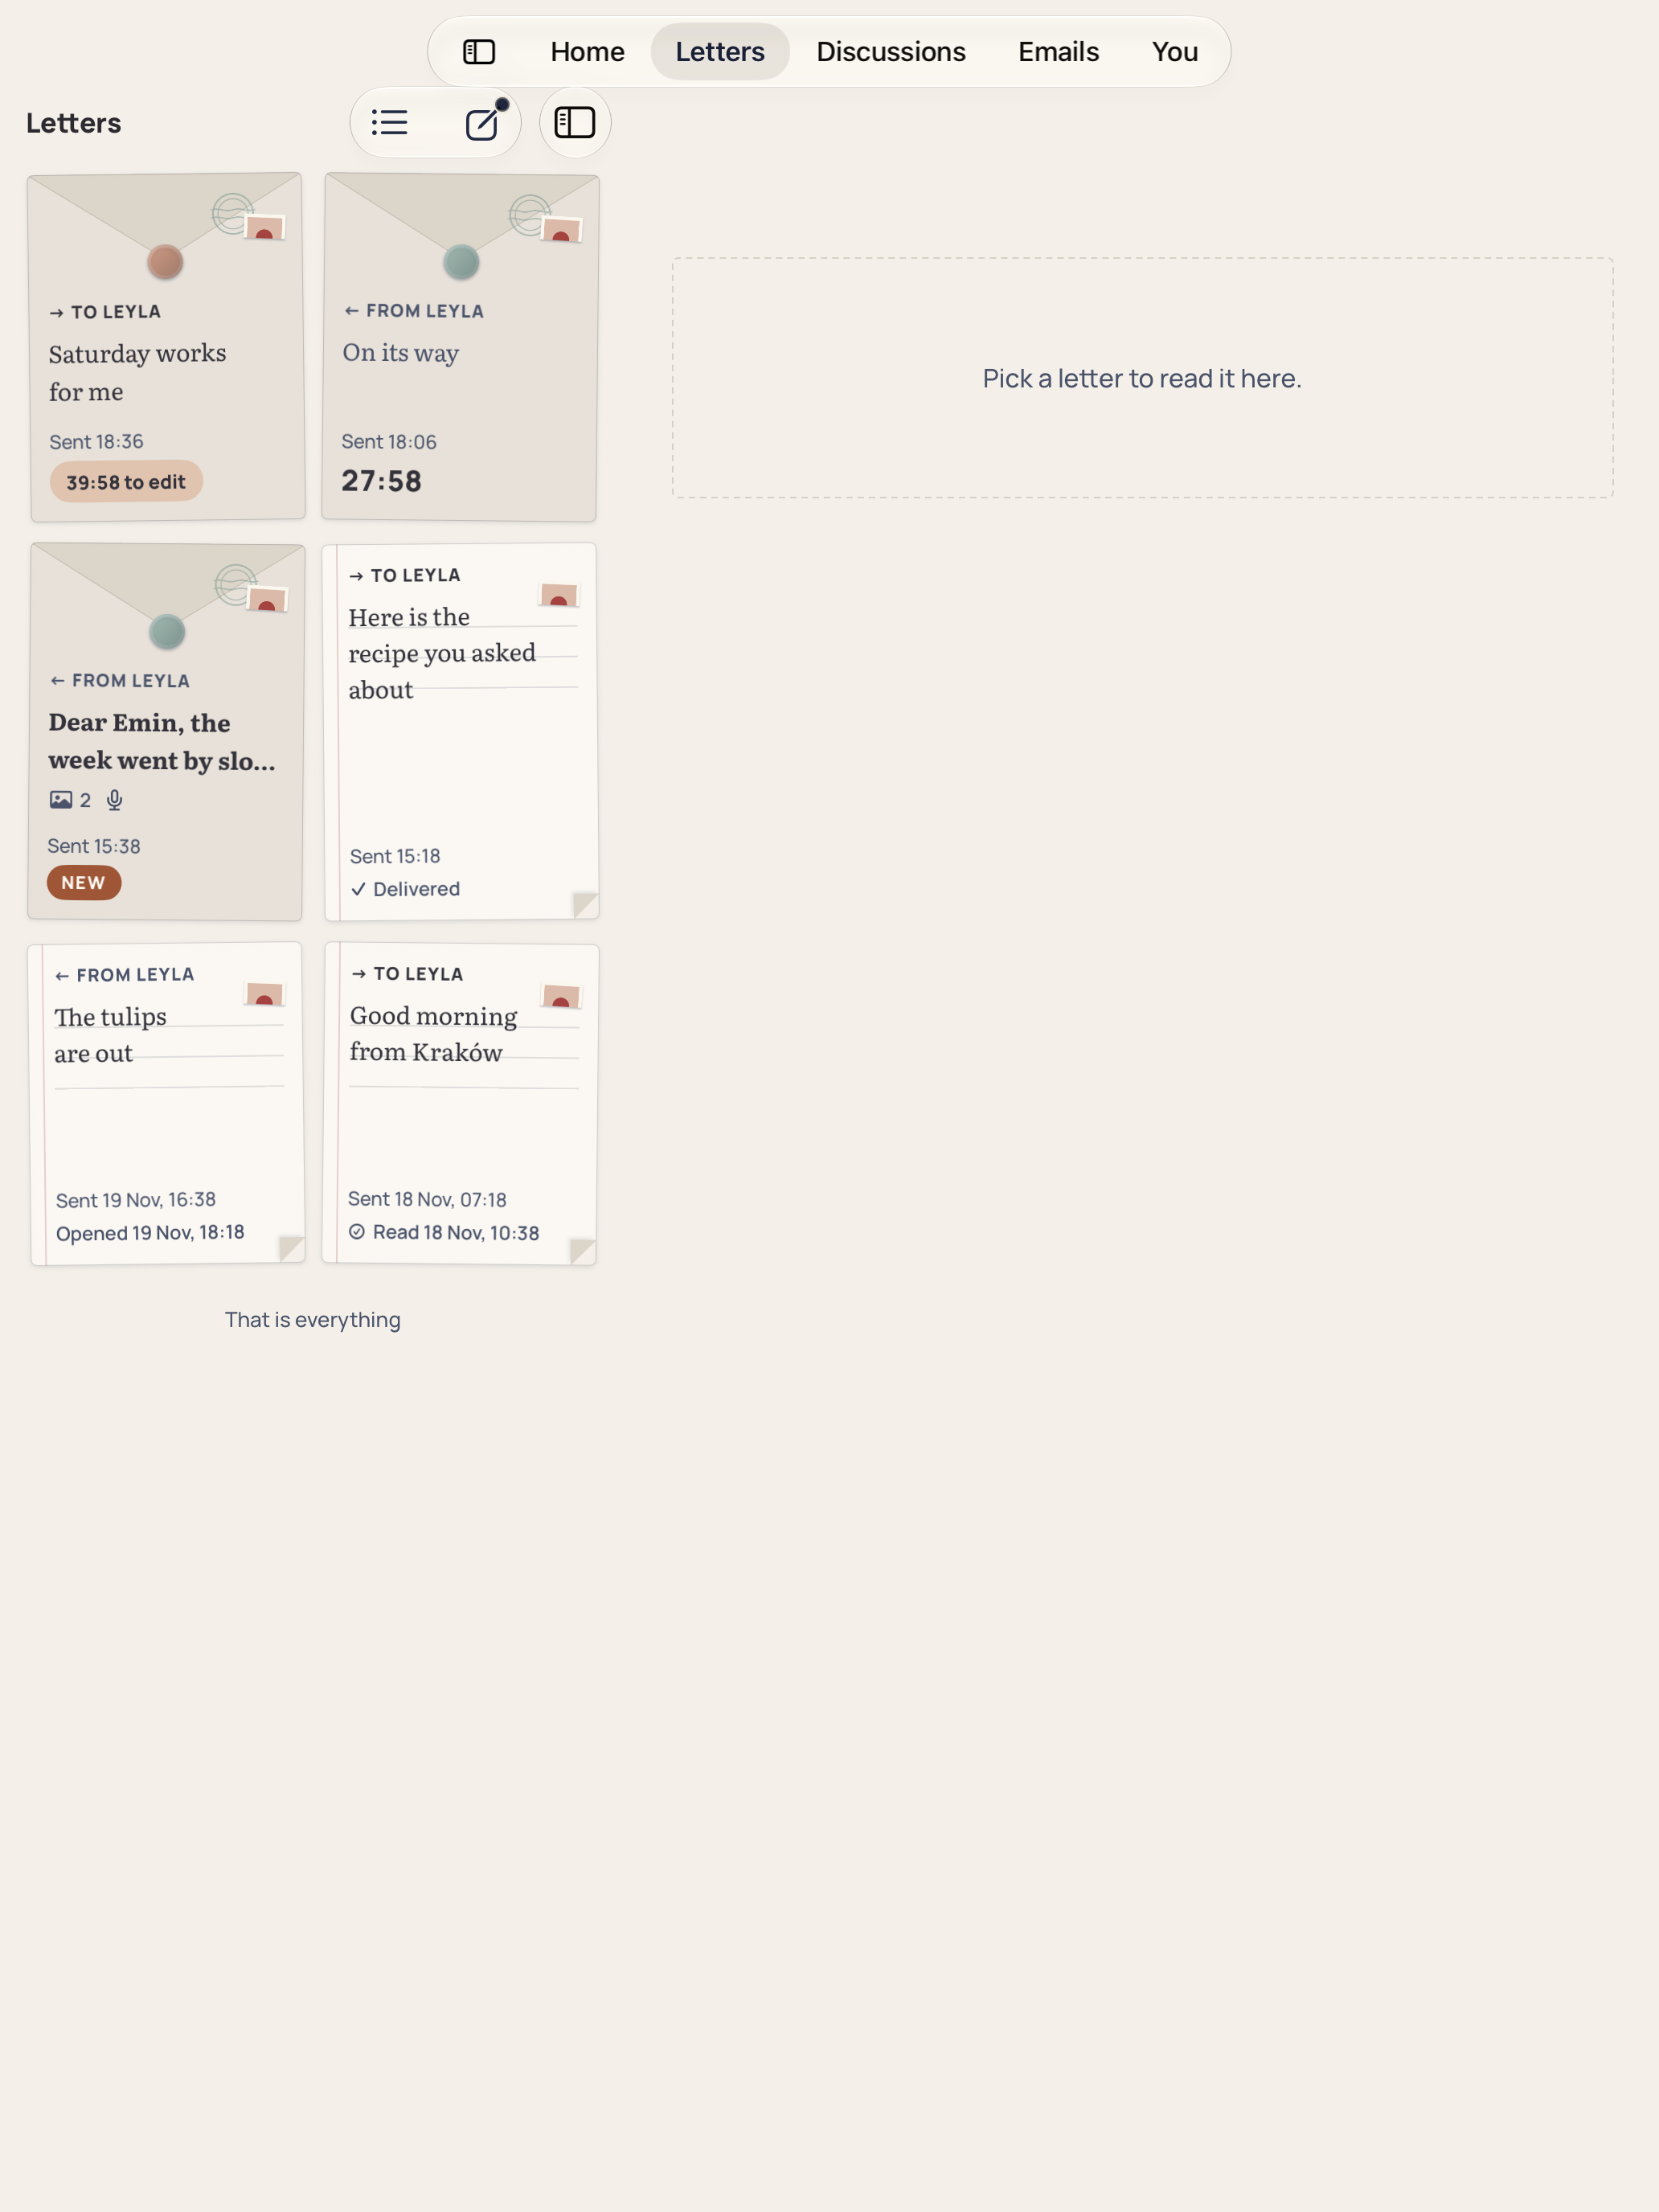 Home Letters Discussions Emails You
Letters
→ TO LEYLA
Saturday works
for me
Sent 18:36
39:58 to edit
← FROM LEYLA
On its way
Sent 18:06
27:58
Pick a letter to read it here.
← FROM LEYLA
Dear Emin, the
week went by slo...
2
Sent 15:38
NEW
→ TO LEYLA
Here is the
recipe you asked
about
Sent 15:18
✓ Delivered
← FROM LEYLA
The tulips
are out
Sent 19 Nov, 16:38
Opened 19 Nov, 18:18
→ TO LEYLA
Good morning
from Kraków
Sent 18 Nov, 07:18
Read 18 Nov, 10:38
That is everything